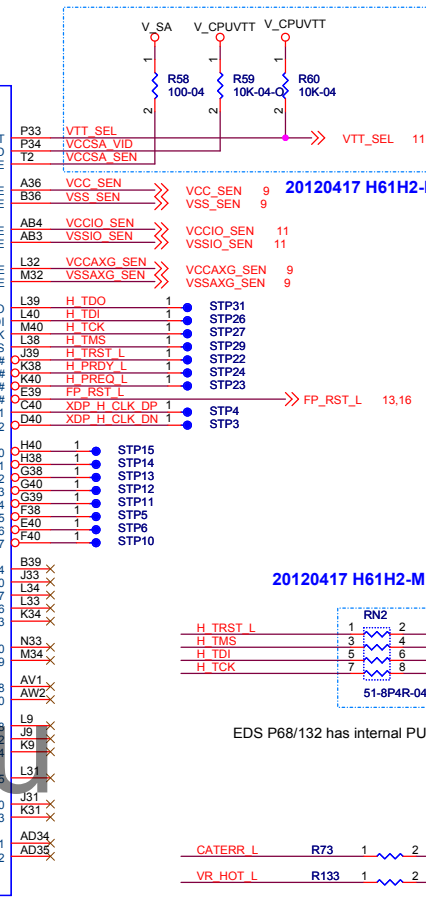 V_SA V_CPUVTT V_CPUVTT
1 1 1
R58 R59 R60
100-04 10K-04-O 10K-04
2 2 2
P33 VTT_SEL VTT_SEL 11
P34 VCCSA_VID
T2 VCCSA_SEN
20120417 H61H2-
A36 VCC_SEN VCC_SEN 9
B36 VSS_SEN VSS_SEN 9
AB4 VCCIO_SEN VCCIO_SEN 11
AB3 VSSIO_SEN VSSIO_SEN 11
L32 VCCAXG_SEN VCCAXG_SEN 9
M32 VSSAXG_SEN VSSAXG_SEN 9
L39 H_TDO 1 STP31
L40 H_TDI 1 STP26
M40 H_TCK 1 STP27
L38 H_TMS 1 STP29
J39 H_TRST_L 1 STP22
K38 H_PRDY_L 1 STP24
K40 H_PREQ_L 1 STP23
E39 FP_RST_L FP_RST_L 13,16
C40 XDP_H_CLK_DP 1 STP4
D40 XDP_H_CLK_DN 1 STP3
H40 1 STP15
H38 1 STP14
G38 1 STP13
G40 1 STP12
G39 1 STP11
F38 1 STP5
E40 1 STP6
F40 1 STP10
B39
J33
L34
L33
K34
N33
M34
AV1
AW2
L9
J9
K9
L31
J31
K31
AD34
AD35
20120417 H61H2-M
RN2
H_TRST_L 1 2
H_TMS 3 4
H_TDI 5 6
H_TCK 7 8
51-8P4R-04
EDS P68/132 has internal PU
CATERR_L R73 1 2
VR_HOT_L R133 1 2